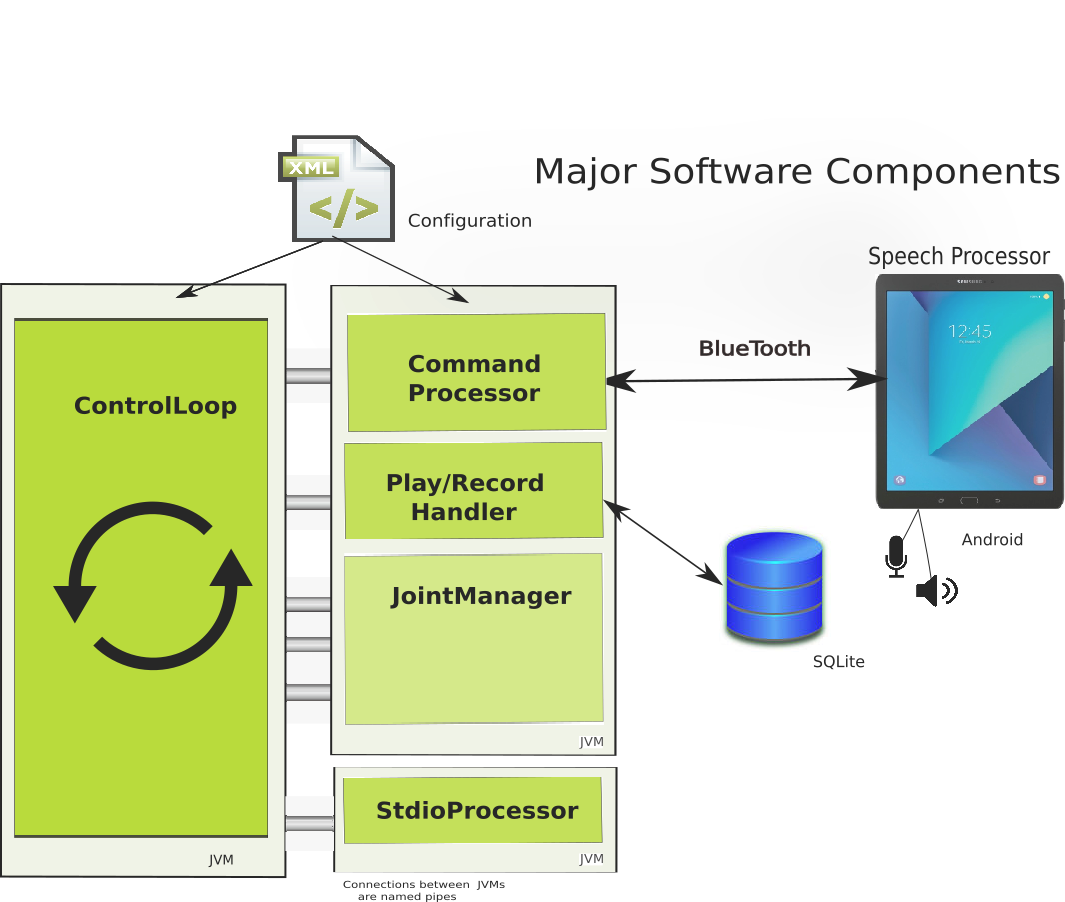 Major Software Components
XML
</>
Configuration
Speech Processor
SAMSUNG
12:45
BlueTooth
Command
Processor
ControlLoop
Play/Record
Handler
JointManager
Android
SQLite
JVM
StdioProcessor
JVM
JVM
Connections between JVMs
are named pipes